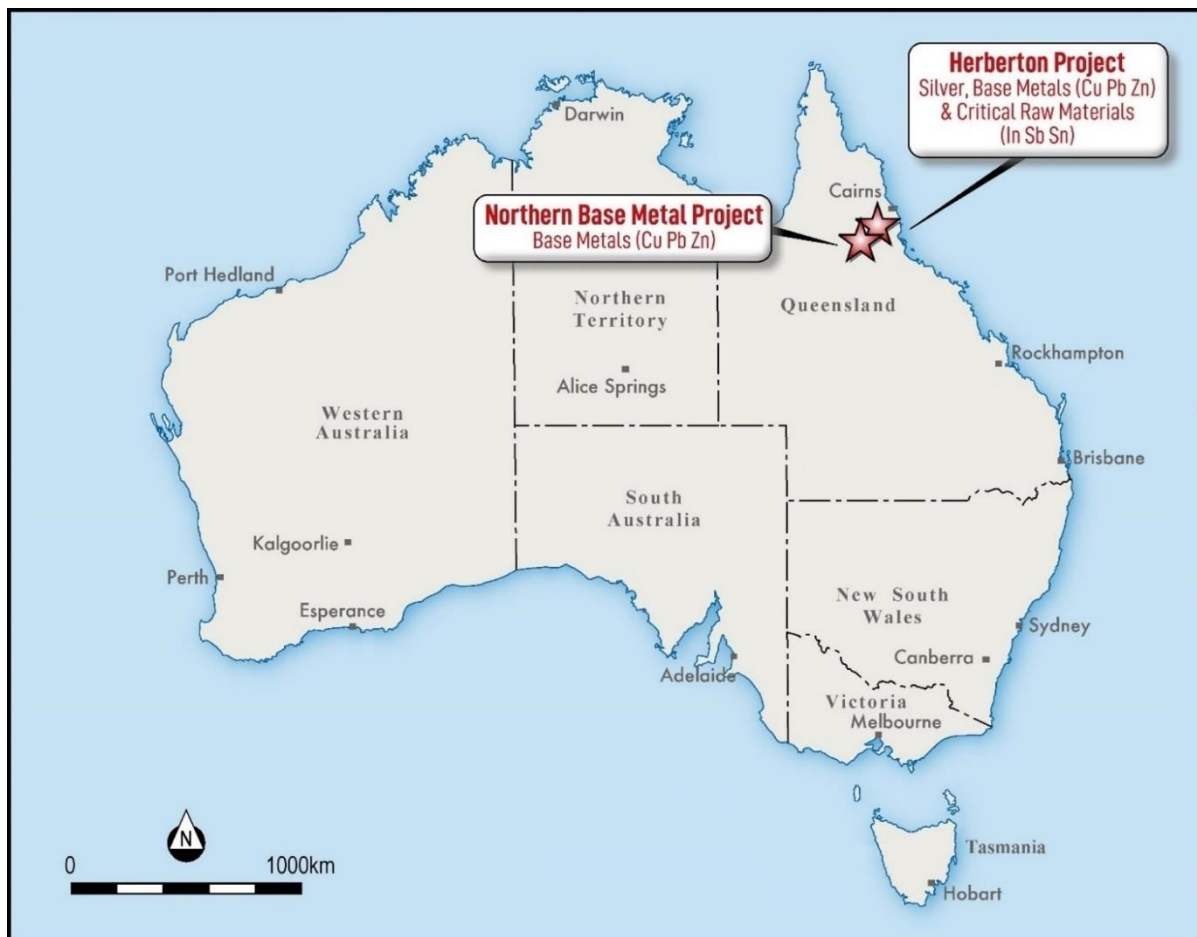 Herberton Project
Silver, Base Metals (Cu Pb Zn)
& Critical Raw Materials
(In Sb Sn)
Darwin
Cairns
Northern Base Metal Project
Base Metals (Cu Pb Zn)
Port Hedland
Northern
Territory
Queensland
Alice Springs
Rockhampton
Western
Australia
Brisbane
South
Australia
Kalgoorlie
Perth
Esperance
New South
Wales
Sydney
Canberra
Adelaide
Victoria
Melbourne
N
0 1000km
Tasmania
Hobart